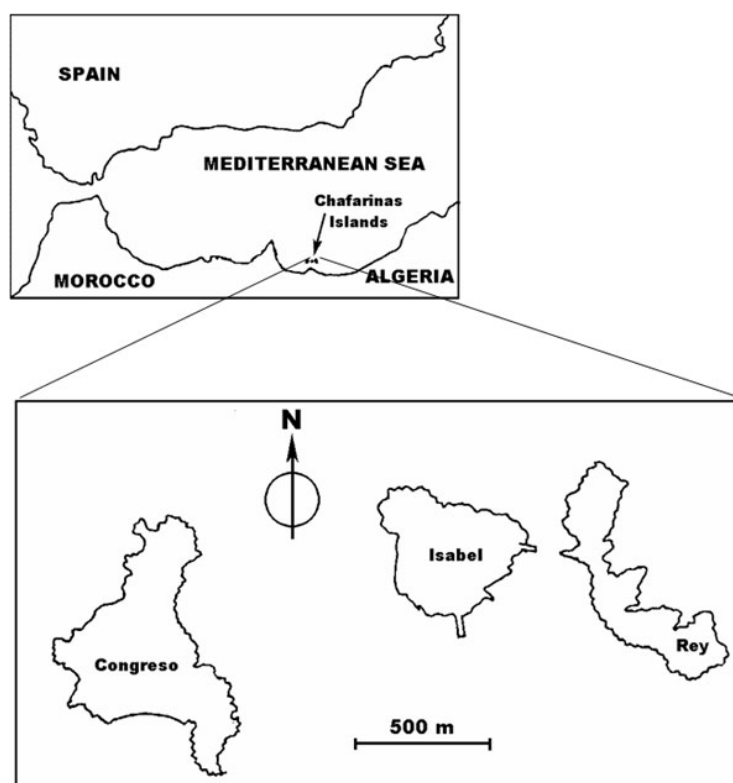 SPAIN
MEDITERRANEAN SEA
Chafarinas
Islands
MOROCCO
ALGERIA
N
Isabel
Congreso
Rey
500 m